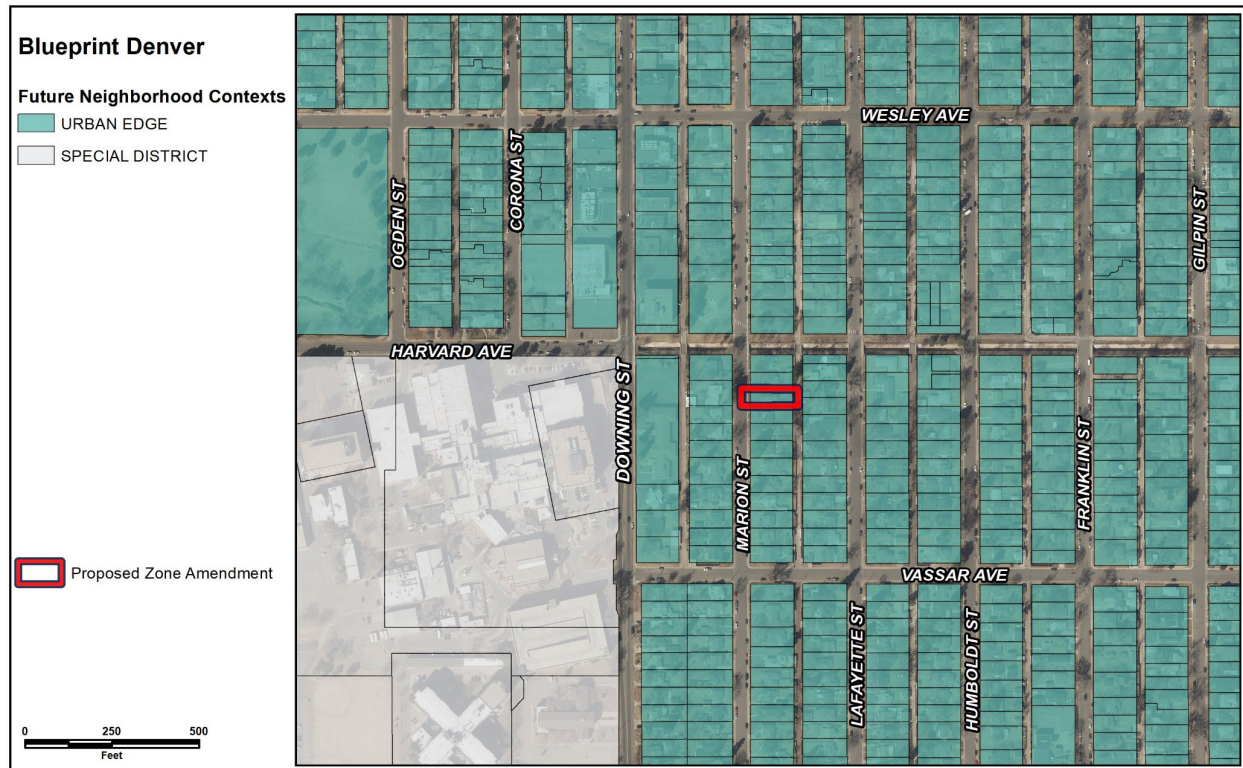 Blueprint Denver
Future Neighborhood Contexts
URBAN EDGE
SPECIAL DISTRICT
Proposed Zone Amendment
0 250 500
Feet
WESLEY AVE
OGDEN ST
CORONA ST
GILPIN ST
HARVARD AVE
DOWNING ST
MARION ST
FRANKLIN ST
VASSAR AVE
LAFAYETTE ST
HUMBOLDT ST